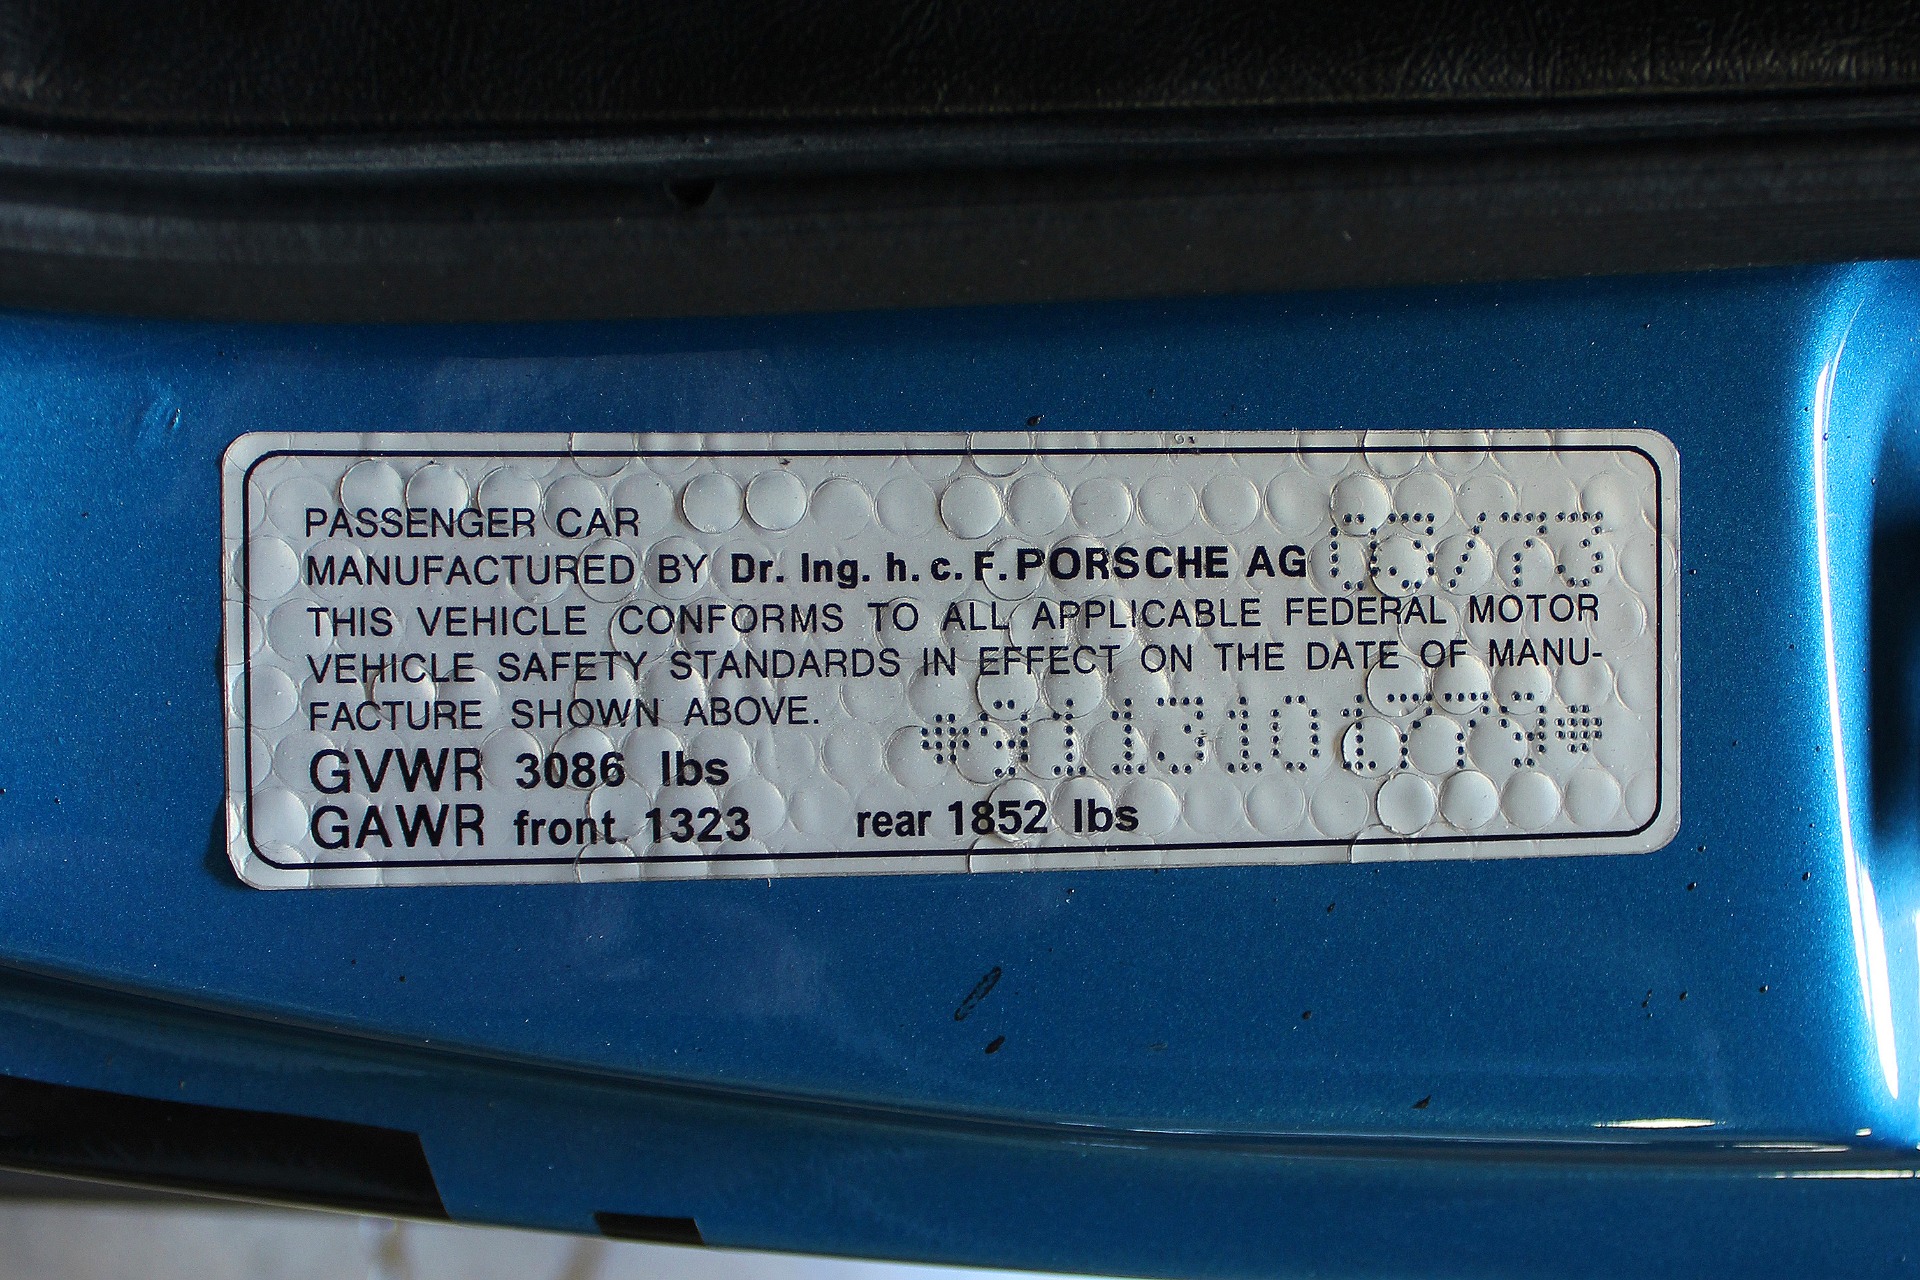 PASSENGER CAR
MANUFACTURED BY Dr. Ing. h. c. F. PORSCHE AG
THIS VEHICLE CONFORMS TO ALL APPLICABLE FEDERAL MOTOR
VEHICLE SAFETY STANDARDS IN EFFECT ON THE DATE OF MANU-
FACTURE SHOWN ABOVE. *9113101779*
GVWR 3086 lbs
GAWR front 1323 rear 1852 lbs